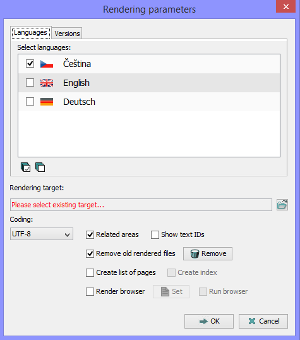 Rendering parameters
Languages Versions
Select languages:
Čeština
English
Deutsch
Rendering target:
Please select existing target...
Coding:
UTF-8
Related areas Show text IDs
Remove old rendered files Remove
Create list of pages Create index
Render browser Set Run browser
OK Cancel